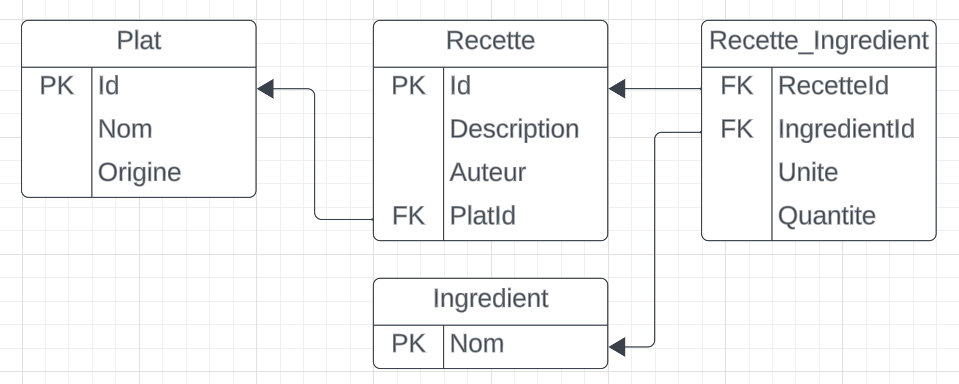 Plat
PK Id
Nom
Origine
Recette
PK Id
Description
Auteur
FK PlatId
Recette_Ingredient
FK RecetteId
FK IngredientId
Unite
Quantite
Ingredient
PK Nom